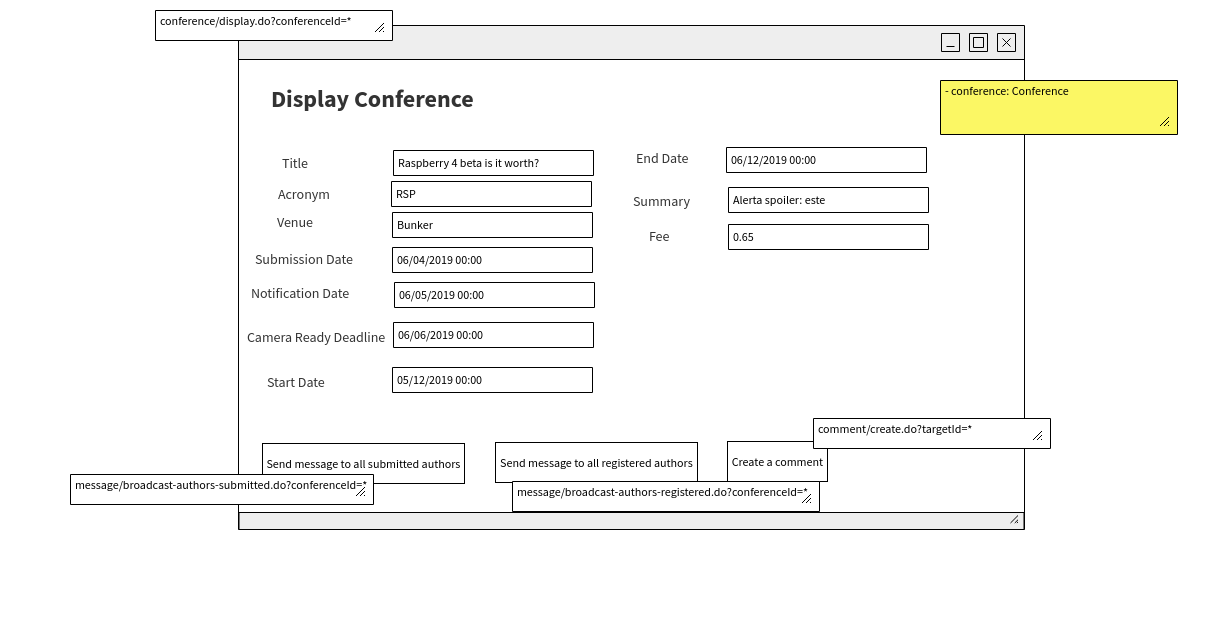 conference/display.do?conferenceId=*
Display Conference
- conference: Conference
Title
Raspberry 4 beta is it worth?
Acronym
RSP
Venue
Bunker
Submission Date
06/04/2019 00:00
Notification Date
06/05/2019 00:00
Camera Ready Deadline
06/06/2019 00:00
Start Date
05/12/2019 00:00
End Date
06/12/2019 00:00
Summary
Alerta spoiler: este
Fee
0.65
Send message to all submitted authors
message/broadcast-authors-submitted.do?conferenceId=*
Send message to all registered authors
message/broadcast-authors-registered.do?conferenceId=*
Create a comment
comment/create.do?targetId=*